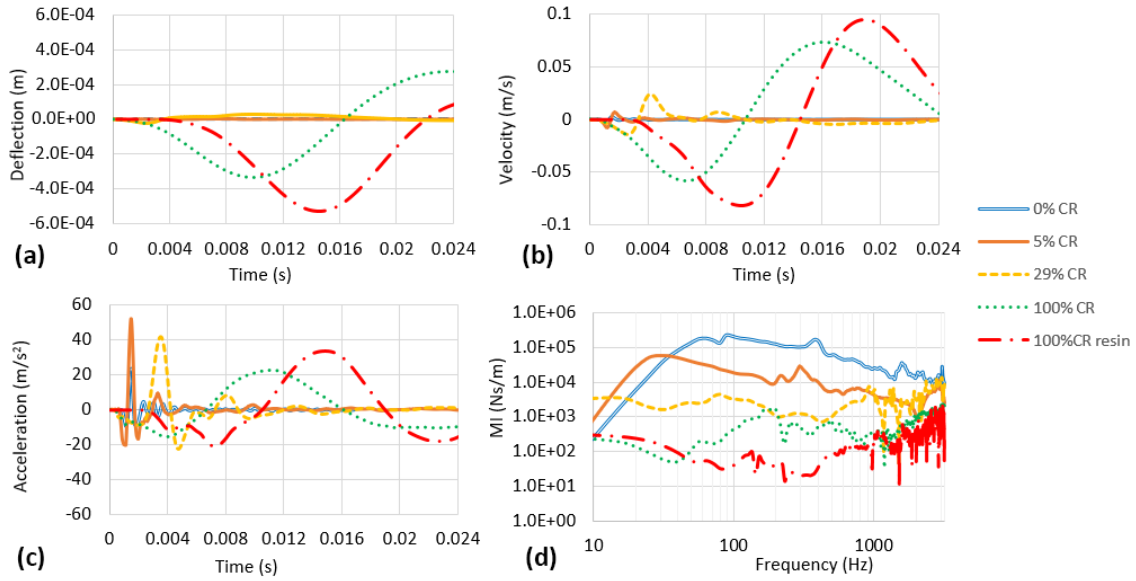 6.0E-04
4.0E-04
2.0E-04
0.0E+00
-2.0E-04
-4.0E-04
-6.0E-04
Deflection (m)
0 0.004 0.008 0.012 0.016 0.02 0.024
Time (s)
(a)
0.1
0.05
0
-0.05
-0.1
Velocity (m/s)
0 0.004 0.008 0.012 0.016 0.02 0.024
Time (s)
(b)
0% CR
5% CR
29% CR
100% CR
100%CR resin
60
40
20
0
-20
-40
-60
Acceleration (m/s²)
0 0.004 0.008 0.012 0.016 0.02 0.024
Time (s)
(c)
1.0E+06
1.0E+05
1.0E+04
1.0E+03
1.0E+02
1.0E+01
1.0E+00
MI (Ns/m)
10 100 1000
Frequency (Hz)
(d)